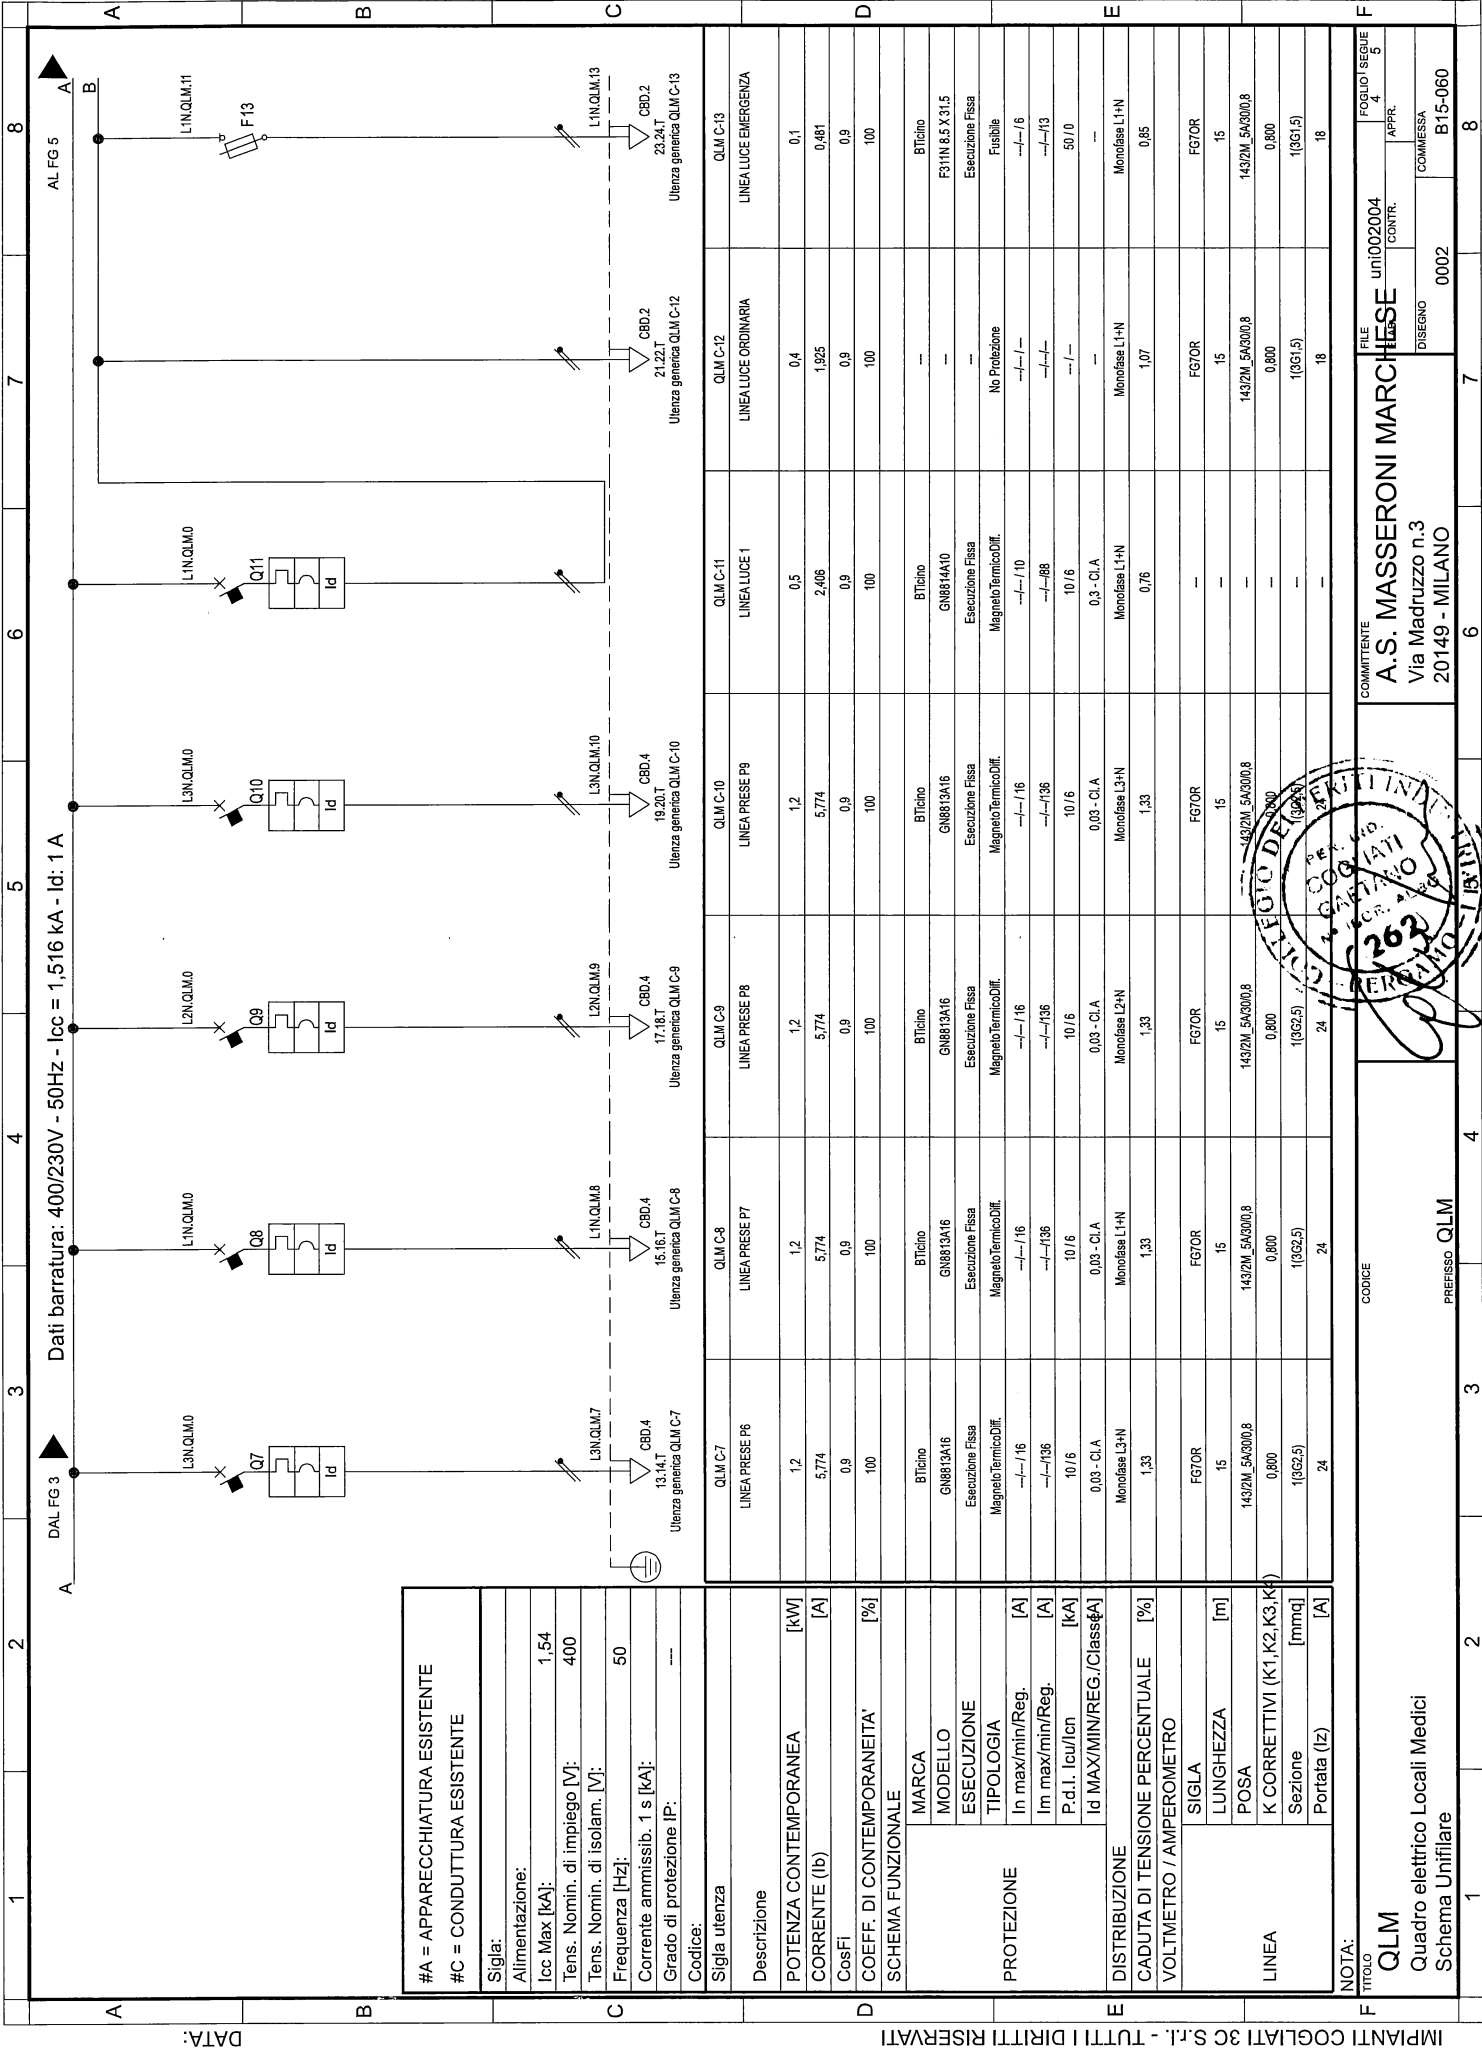 DATA:
IMPIANTI COGLIATI 3C S.r.l. - TUTTI I DIRITTI RISERVATI
1 2 3 4 5 6 7 8
A
B
C
D
E
F
DAL FG 3
Dati barratura: 400/230V - 50Hz - Icc = 1,516 kA - Id: 1 A
AL FG 5
A A
B
L3N.QLM.0 L1N.QLM.0 L2N.QLM.0 L3N.QLM.0 L1N.QLM.0 L1N.QLM.11
Q7 Q8 Q9 Q10 Q11 F13
Id Id Id Id Id
L3N.QLM.7 L1N.QLM.8 L2N.QLM.9 L3N.QLM.10 L1N.QLM.13
CBD.4 CBD.4 CBD.4 CBD.4 CBD.2 CBD.2
13.14.T 15.16.T 17.18.T 19.20.T 21.22.T 23.24.T
Utenza generica QLM C-7 Utenza generica QLM C-8 Utenza generica QLM C-9 Utenza generica QLM C-10 Utenza generica QLM C-12 Utenza generica QLM C-13
#A = APPARECCHIATURA ESISTENTE
#C = CONDUTTURA ESISTENTE
Sigla:
Alimentazione:
Icc Max [kA]: 1,54
Tens. Nomin. di impiego [V]: 400
Tens. Nomin. di isolam. [V]:
Frequenza [Hz]: 50
Corrente ammissib. 1 s [kA]:
Grado di protezione IP: ---
Codice:
Sigla utenza QLM C-7 QLM C-8 QLM C-9 QLM C-10 QLM C-11 QLM C-12 QLM C-13
Descrizione LINEA PRESE P6 LINEA PRESE P7 LINEA PRESE P8 LINEA PRESE P9 LINEA LUCE 1 LINEA LUCE ORDINARIA LINEA LUCE EMERGENZA
POTENZA CONTEMPORANEA [kW] 1,2 1,2 1,2 1,2 0,5 0,4 0,1
CORRENTE (Ib) [A] 5,774 5,774 5,774 5,774 2,406 1,925 0,481
CosFi 0,9 0,9 0,9 0,9 0,9 0,9 0,9
COEFF. DI CONTEMPORANEITA' [%] 100 100 100 100 100 100 100
SCHEMA FUNZIONALE
PROTEZIONE
MARCA BTicino BTicino BTicino BTicino BTicino --- BTicino
MODELLO GN8813A16 GN8813A16 GN8813A16 GN8813A16 GN8814A10 --- F311N 8.5 X 31.5
ESECUZIONE Esecuzione Fissa Esecuzione Fissa Esecuzione Fissa Esecuzione Fissa Esecuzione Fissa --- Esecuzione Fissa
TIPOLOGIA MagnetoTermicoDiff. MagnetoTermicoDiff. MagnetoTermicoDiff. MagnetoTermicoDiff. MagnetoTermicoDiff. No Protezione Fusibile
In max/min/Reg. [A] ---/--- / 16 ---/--- / 16 ---/--- / 16 ---/--- / 16 ---/--- / 10 ---/--- / --- ---/--- / 6
Im max/min/Reg. [A] ---/---/136 ---/---/136 ---/---/136 ---/---/136 ---/---/88 ---/---/--- ---/---/13
P.d.I. Icu/Icn [kA] 10 / 6 10 / 6 10 / 6 10 / 6 10 / 6 --- / --- 50 / 0
Id MAX/MIN/REG./Classe[A] 0,03 - Cl.A 0,03 - Cl.A 0,03 - Cl.A 0,03 - Cl.A 0,3 - Cl.A --- ---
DISTRIBUZIONE Monofase L3+N Monofase L1+N Monofase L2+N Monofase L3+N Monofase L1+N Monofase L1+N Monofase L1+N
CADUTA DI TENSIONE PERCENTUALE [%] 1,33 1,33 1,33 1,33 0,76 1,07 0,85
VOLTMETRO / AMPEROMETRO
LINEA
SIGLA FG7OR FG7OR FG7OR FG7OR --- FG7OR FG7OR
LUNGHEZZA [m] 15 15 15 15 --- 15 15
POSA 143/2M_5A/30/0,8 143/2M_5A/30/0,8 143/2M_5A/30/0,8 143/2M_5A/30/0,8 --- 143/2M_5A/30/0,8 143/2M_5A/30/0,8
K CORRETTIVI (K1,K2,K3,K4) 0,800 0,800 0,800 0,800 --- 0,800 0,800
Sezione [mmq] 1(3G2,5) 1(3G2,5) 1(3G2,5) 1(3G2,5) --- 1(3G1,5) 1(3G1,5)
Portata (Iz) [A] 24 24 24 24 --- 18 18
NOTA:
TITOLO
QLM
Quadro elettrico Locali Medici
Schema Unifilare
CODICE
PREFISSO QLM
COLLEGIO DEI PERITI INDUSTRIALI
BERGAMO
PER. IND.
COGLIATI
GAETANO
N° ISCR. ALBO
262
COMMITTENTE
A.S. MASSERONI MARCHESE
Via Madruzzo n.3
20149 - MILANO
FILE uni002004
FOGLIO 4
SEGUE 5
CONTR.
APPR.
DISEGNO 0002
COMMESSA B15-060